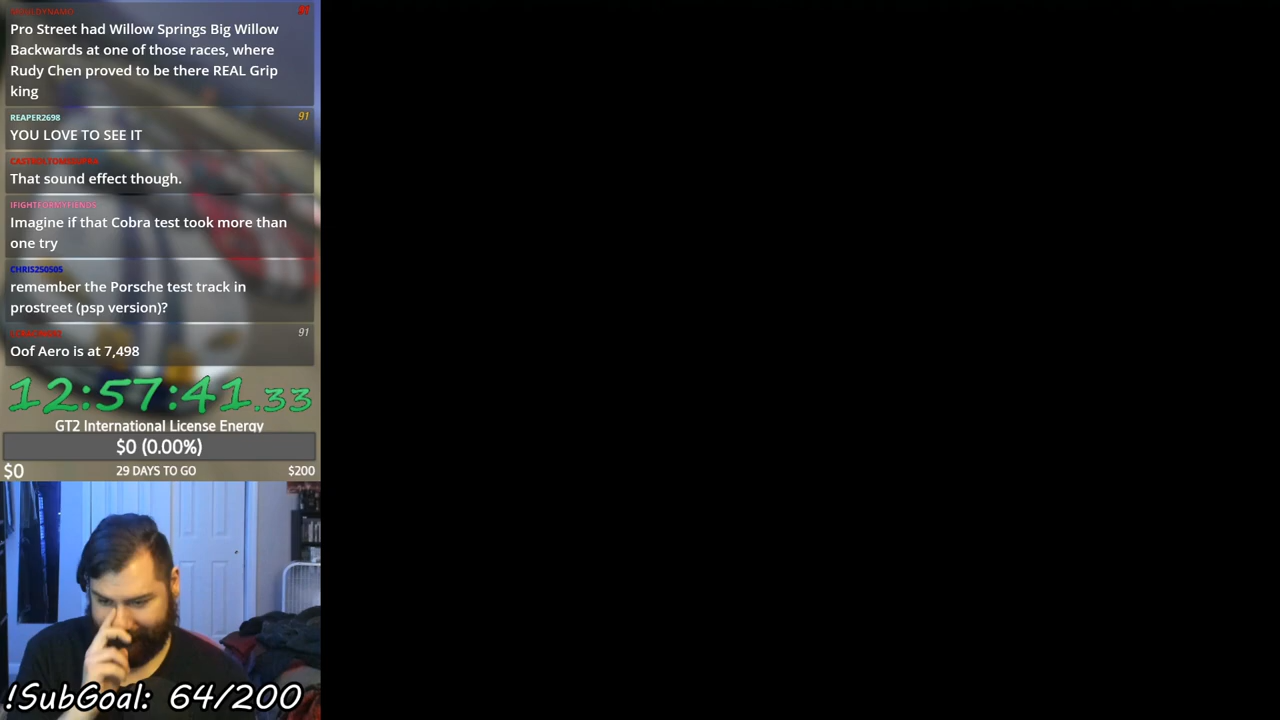 Pro Street had Willow Springs Big Willow
Backwards at one of those races, where
Rudy Chen proved to be there REAL Grip
king
REAPER2698 91
YOU LOVE TO SEE IT
That sound effect though.
IFIGHTFORMYFIENDS
Imagine if that Cobra test took more than
one try
CHRIS250505
remember the Porsche test track in
prostreet (psp version)?
91
Oof Aero is at 7,498
12:57:41.33
GT2 International License Energy
$0 (0.00%)
$0 29 DAYS TO GO $200
!SubGoal: 64/200